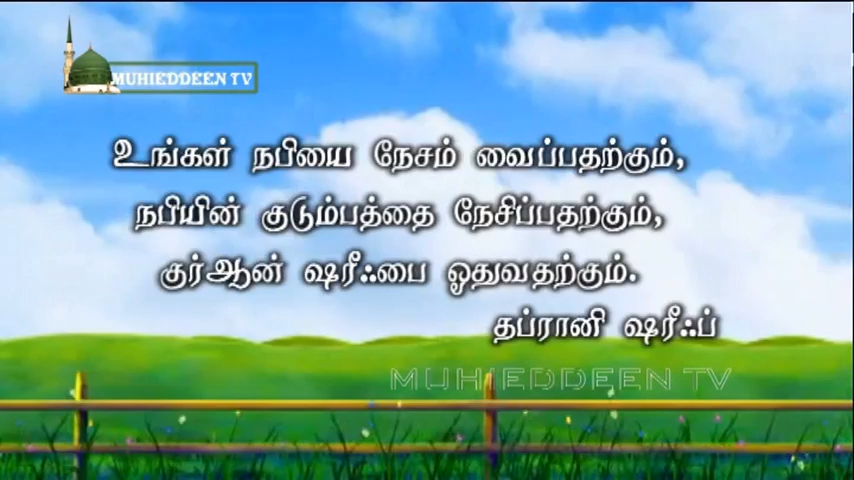 MUHIEDDEEN TV
உங்கள் நபியை நேசம் வைப்பதற்கும்,
நபியின் குடும்பத்தை நேசிப்பதற்கும்,
குர்ஆன் ஷரீஃபை ஓதுவதற்கும்.
தப்ரானி ஷரீஃப்
MUHIEDDEEN TV